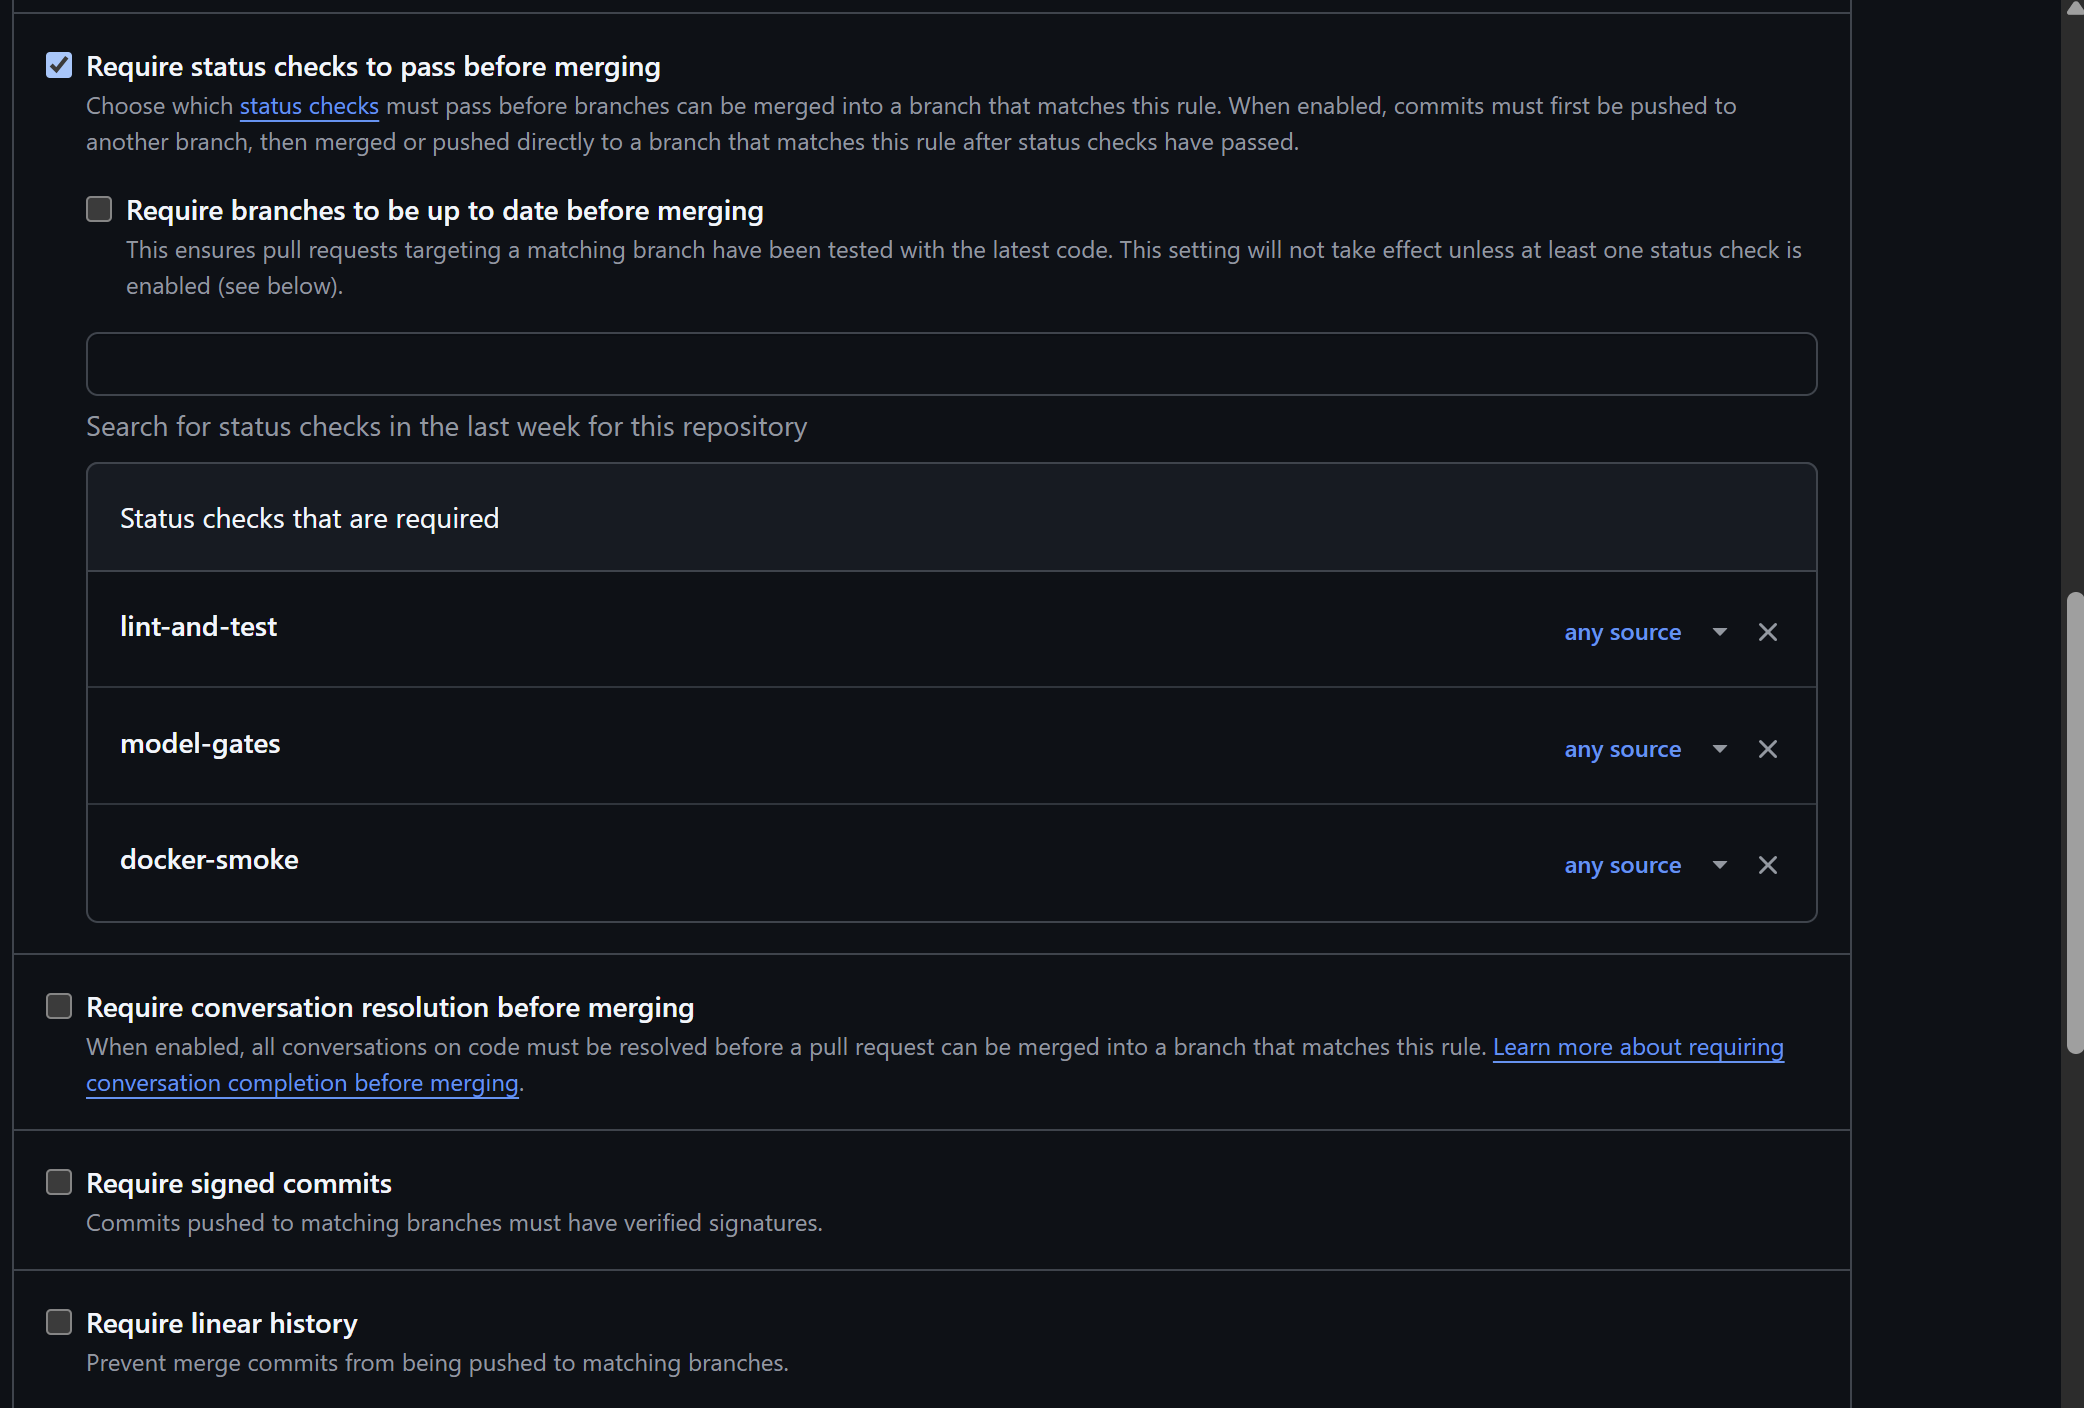 Require status checks to pass before merging
Choose which status checks must pass before branches can be merged into a branch that matches this rule. When enabled, commits must first be pushed to
another branch, then merged or pushed directly to a branch that matches this rule after status checks have passed.
Require branches to be up to date before merging
This ensures pull requests targeting a matching branch have been tested with the latest code. This setting will not take effect unless at least one status check is
enabled (see below).
Search for status checks in the last week for this repository
Status checks that are required
lint-and-test any source
model-gates any source
docker-smoke any source
Require conversation resolution before merging
When enabled, all conversations on code must be resolved before a pull request can be merged into a branch that matches this rule. Learn more about requiring
conversation completion before merging.
Require signed commits
Commits pushed to matching branches must have verified signatures.
Require linear history
Prevent merge commits from being pushed to matching branches.